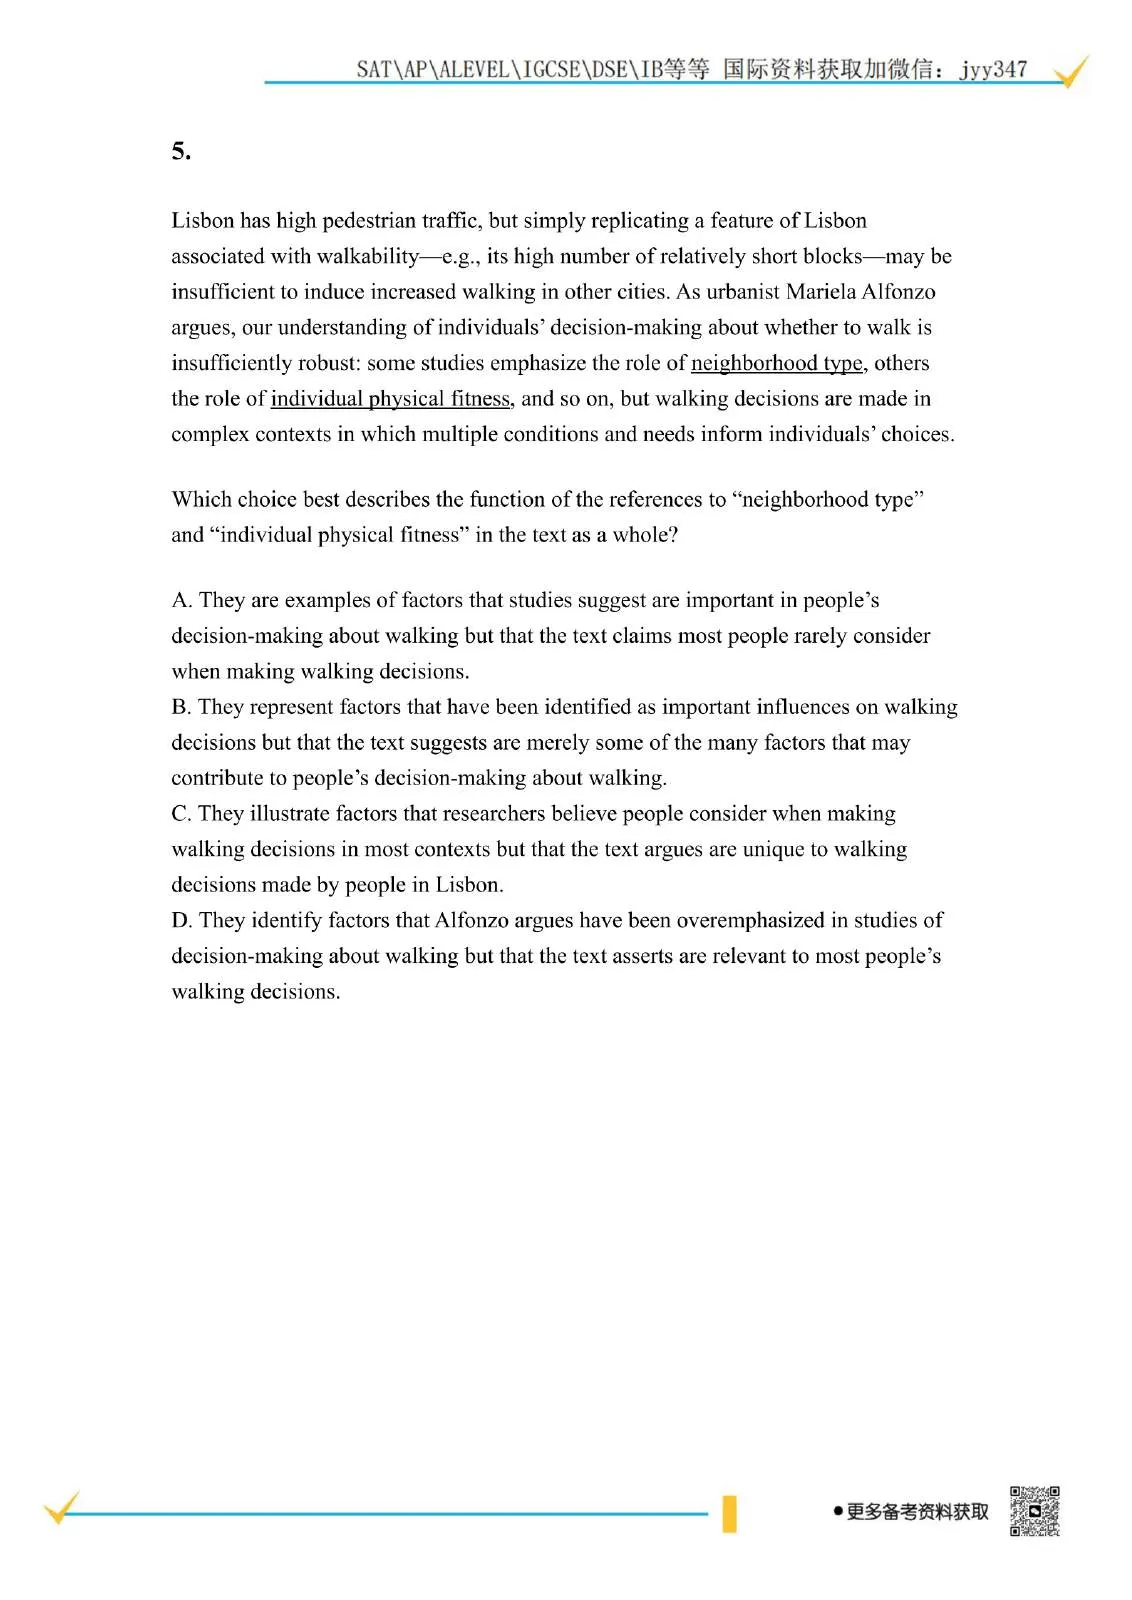 SAT\AP\ALEVEL\IGCSE\DSE\IB等等 国际资料获取加微信：jyy347
5.
Lisbon has high pedestrian traffic, but simply replicating a feature of Lisbon
associated with walkability—e.g., its high number of relatively short blocks—may be
insufficient to induce increased walking in other cities. As urbanist Mariela Alfonzo
argues, our understanding of individuals’ decision-making about whether to walk is
insufficiently robust: some studies emphasize the role of neighborhood type, others
the role of individual physical fitness, and so on, but walking decisions are made in
complex contexts in which multiple conditions and needs inform individuals’ choices.
Which choice best describes the function of the references to “neighborhood type”
and “individual physical fitness” in the text as a whole?
A. They are examples of factors that studies suggest are important in people’s
decision-making about walking but that the text claims most people rarely consider
when making walking decisions.
B. They represent factors that have been identified as important influences on walking
decisions but that the text suggests are merely some of the many factors that may
contribute to people’s decision-making about walking.
C. They illustrate factors that researchers believe people consider when making
walking decisions in most contexts but that the text argues are unique to walking
decisions made by people in Lisbon.
D. They identify factors that Alfonzo argues have been overemphasized in studies of
decision-making about walking but that the text asserts are relevant to most people’s
walking decisions.
●更多备考资料获取